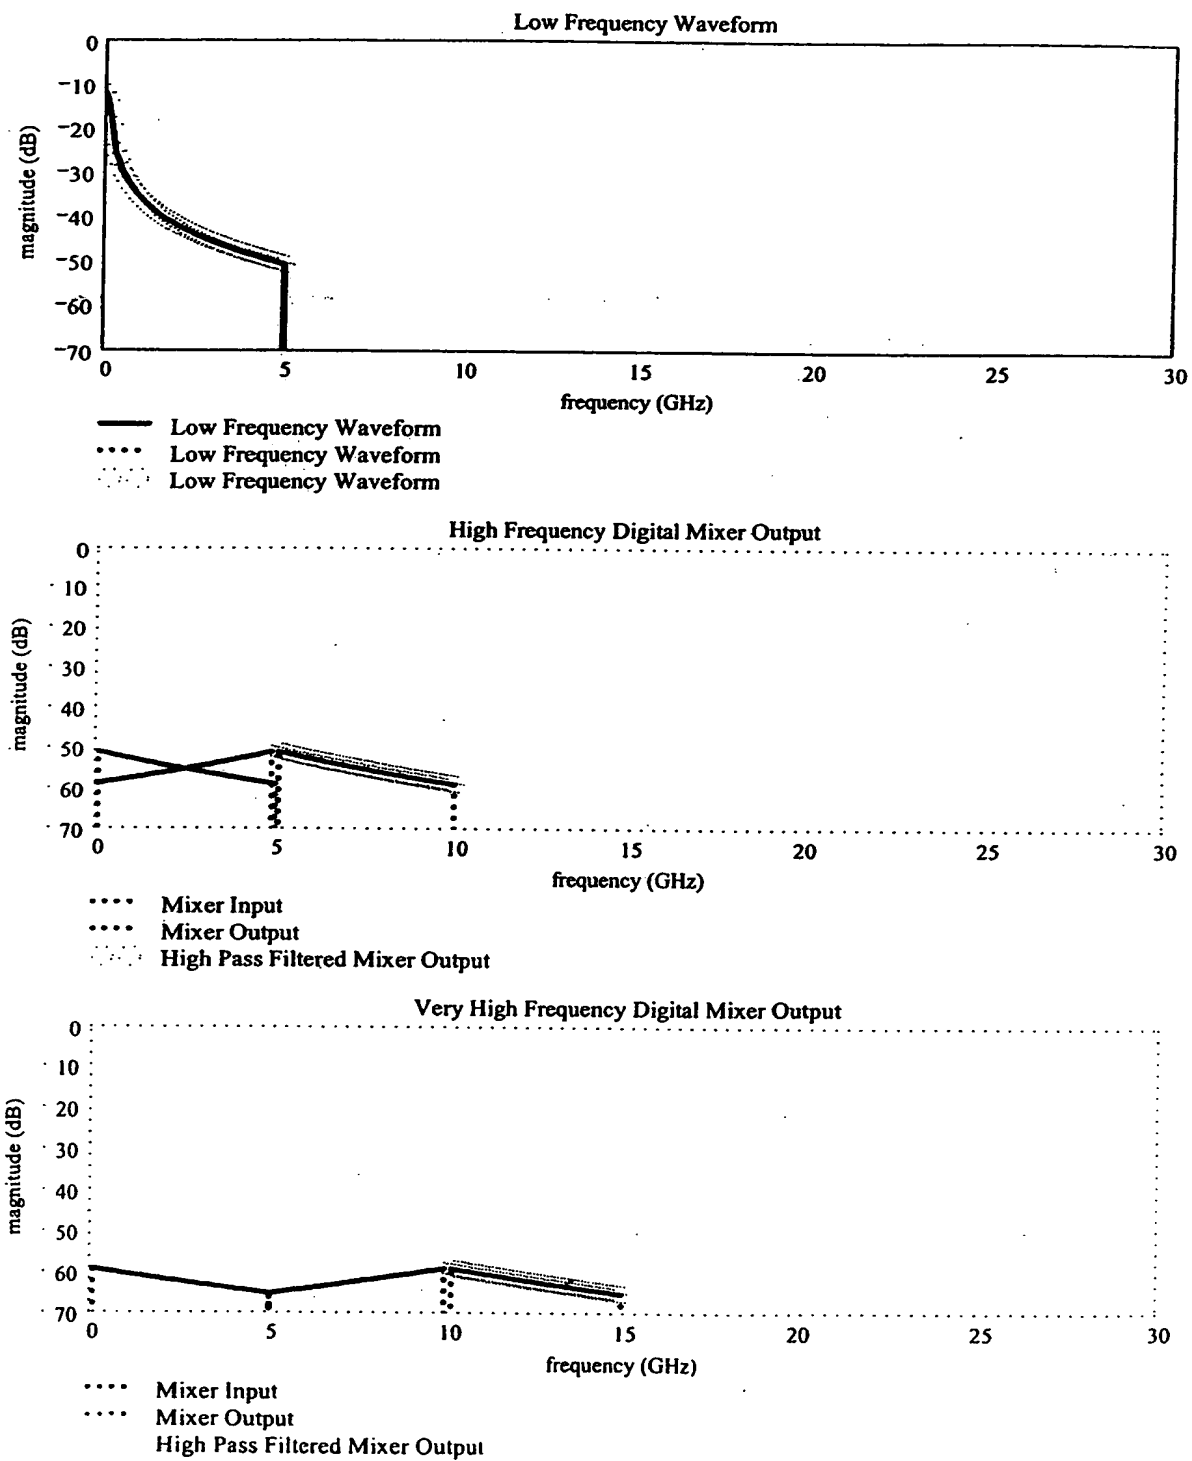 Low Frequency Waveform
0
−10
−20
−30
−40
−50
−60
−70
magnitude (dB)
0 5 10 15 20 25 30
frequency (GHz)
Low Frequency Waveform
Low Frequency Waveform
Low Frequency Waveform
High Frequency Digital Mixer Output
0
10
20
30
40
50
60
70
magnitude (dB)
0 5 10 15 20 25 30
frequency (GHz)
Mixer Input
Mixer Output
High Pass Filtered Mixer Output
Very High Frequency Digital Mixer Output
0
10
20
30
40
50
60
70
magnitude (dB)
0 5 10 15 20 25 30
frequency (GHz)
Mixer Input
Mixer Output
High Pass Filtered Mixer Output